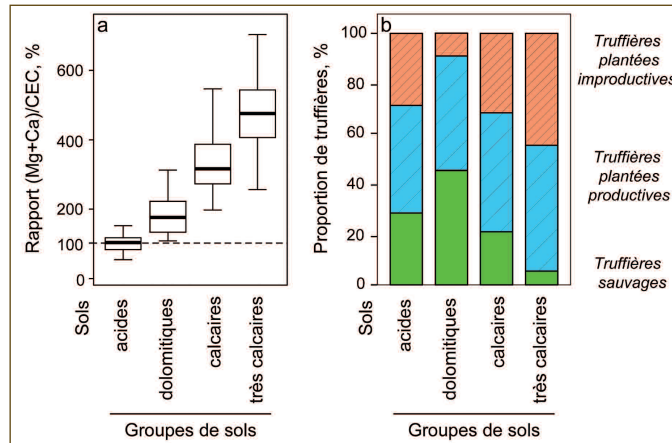 a
Rapport (Mg+Ca)/CEC, %
600
400
200
100
0
Sols
acides
dolomitiques
calcaires
très calcaires
Groupes de sols
b
Proportion de truffières, %
100
80
60
40
20
0
Sols
acides
dolomitiques
calcaires
très calcaires
Groupes de sols
Truffières
plantées
improductives
Truffières
plantées
productives
Truffières
sauvages